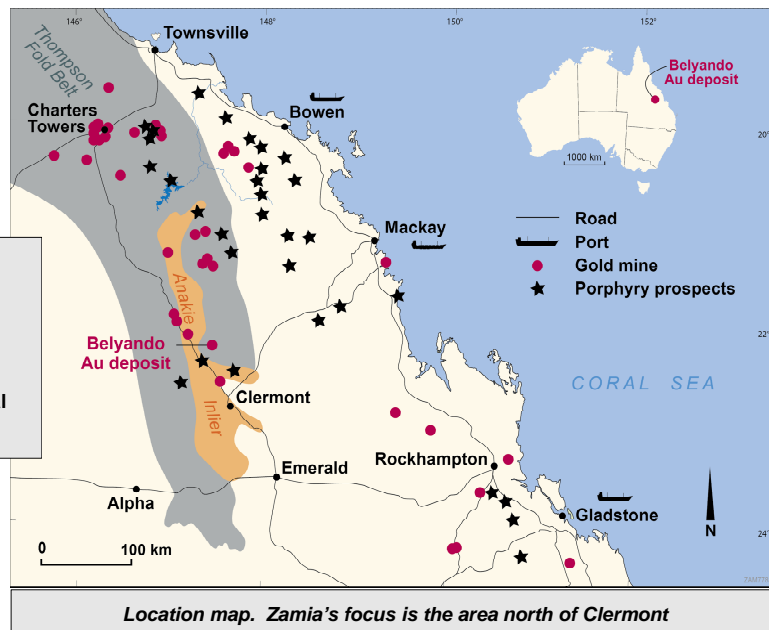 146°
148°
150°
152°
Thompson
Fold Belt
Townsville
Belyando
Au deposit
Charters
Towers
Bowen
20°
1000 km
Mackay
Road
Port
Gold mine
Porphyry prospects
Anakie
Inlier
22°
Belyando
Au deposit
CORAL SEA
l
Clermont
Rockhampton
Emerald
Alpha
Gladstone
0 100 km
N
24°
Location map. Zamia's focus is the area north of Clermont